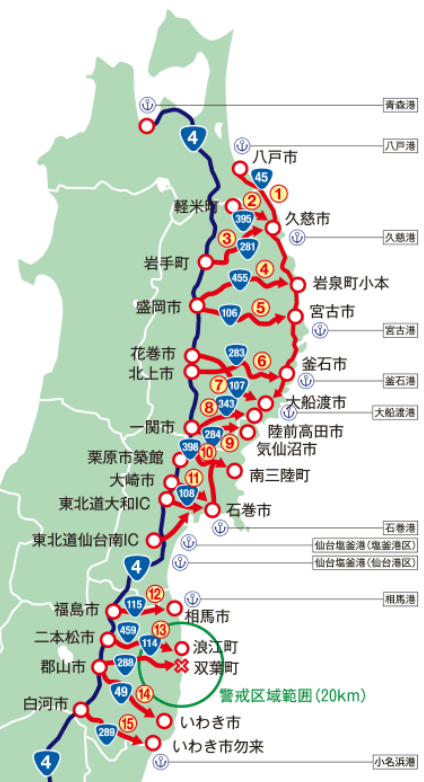 青森港
4
八戸港
八戸市
45
①
軽米町
②
395
久慈市
久慈港
③
281
岩手町
455
④
岩泉町小本
盛岡市
106
⑤
宮古市
宮古港
花巻市
283
⑥
釜石市
北上市
釜石港
⑦
107
大船渡市
⑧
343
大船渡港
陸前高田市
一関市
284
⑨
気仙沼市
398
⑩
栗原市築館
南三陸町
大崎市
⑪
108
東北道大和IC
石巻市
石巻港
東北道仙台南IC
仙台塩釜港(塩釜港区)
仙台塩釜港(仙台港区)
4
相馬港
⑫
115
福島市
相馬市
459
⑬
二本松市
114
浪江町
郡山市
288
双葉町
警戒区域範囲(20km)
49
⑭
白河市
いわき市
289
⑮
いわき市勿来
4
小名浜港